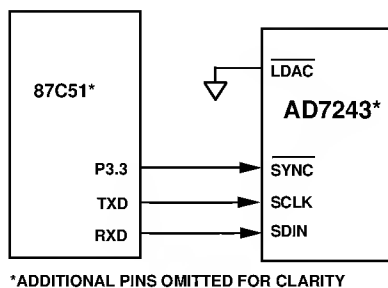 LDAC
87C51*
AD7243*
P3.3
SYNC
TXD
SCLK
RXD
SDIN
*ADDITIONAL PINS OMITTED FOR CLARITY